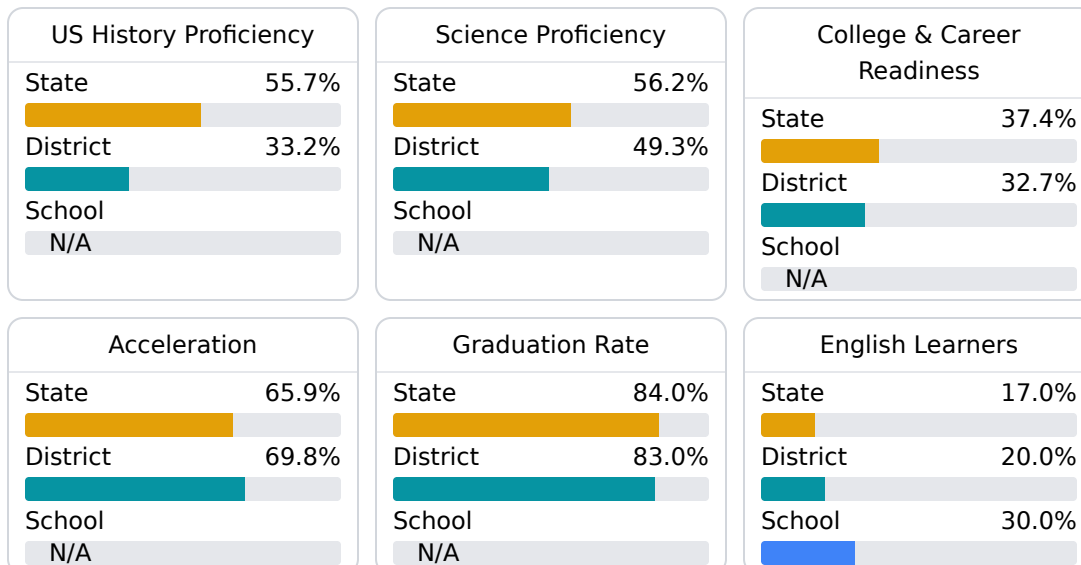 US History Proficiency
State 55.7%
District 33.2%
School
N/A
Science Proficiency
State 56.2%
District 49.3%
School
N/A
College & Career
Readiness
State 37.4%
District 32.7%
School
N/A
Acceleration
State 65.9%
District 69.8%
School
N/A
Graduation Rate
State 84.0%
District 83.0%
School
N/A
English Learners
State 17.0%
District 20.0%
School 30.0%